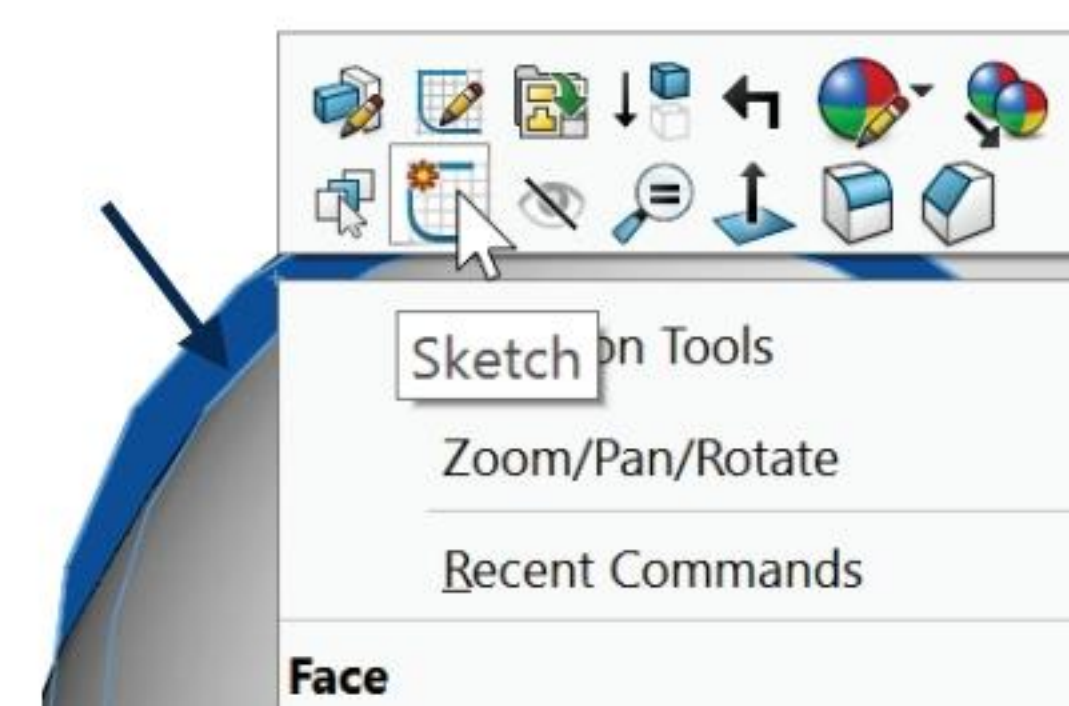 Sketch
on Tools
Zoom/Pan/Rotate
Recent Commands
Face